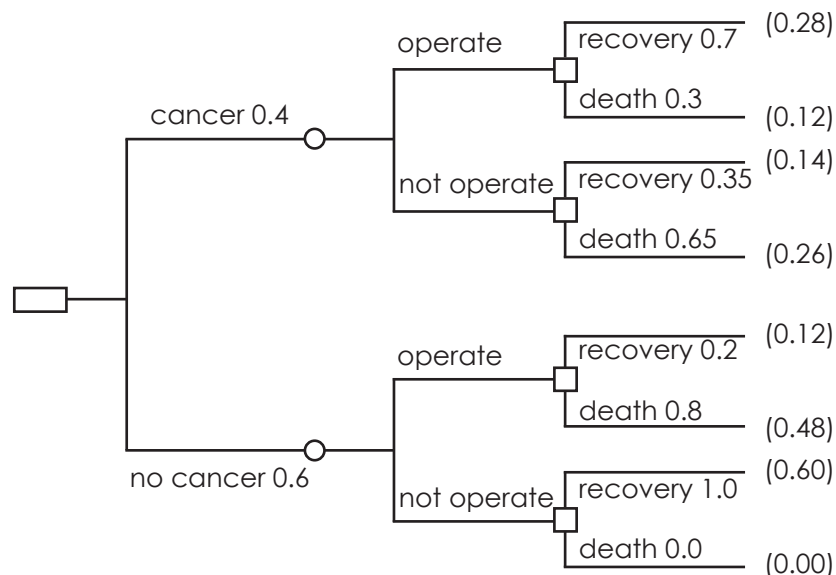 operate
recovery 0.7
(0.28)
death 0.3
(0.12)
cancer 0.4
not operate
recovery 0.35
(0.14)
death 0.65
(0.26)
operate
recovery 0.2
(0.12)
death 0.8
(0.48)
no cancer 0.6
not operate
recovery 1.0
(0.60)
death 0.0
(0.00)